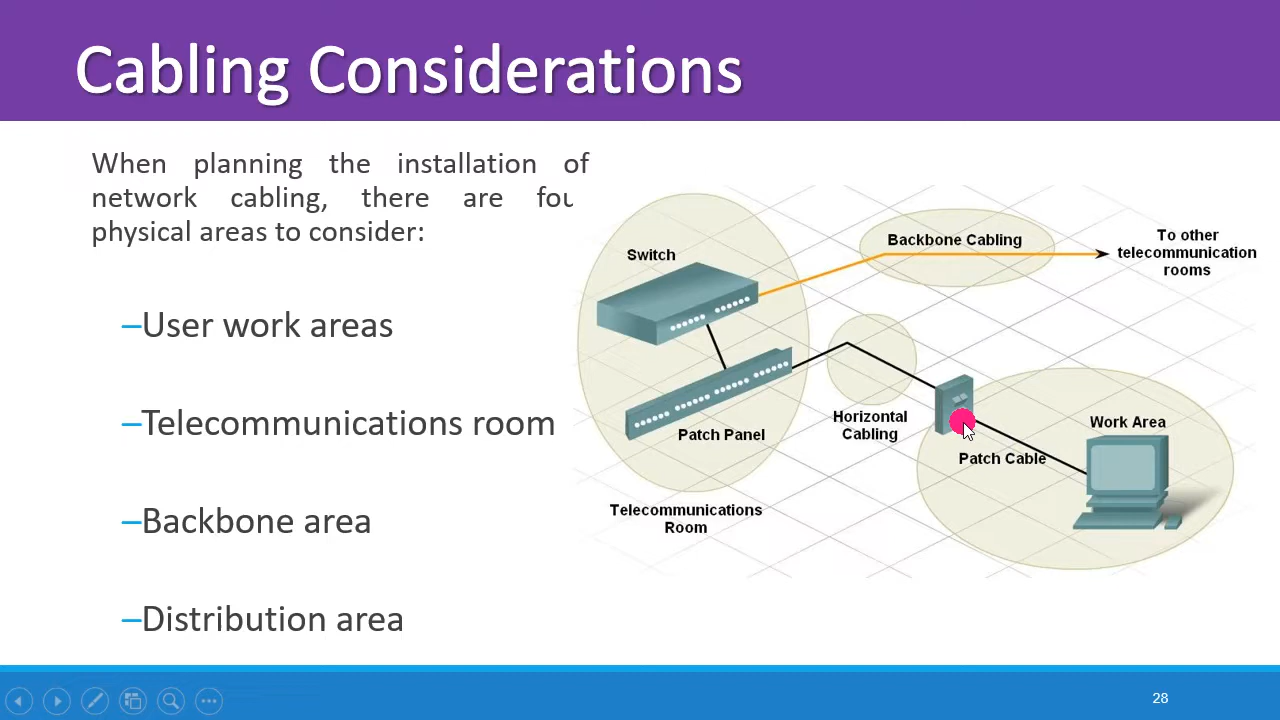 Cabling Considerations
When planning the installation of
network cabling, there are fou
physical areas to consider:
–User work areas
–Telecommunications room
–Backbone area
–Distribution area
Switch
Backbone Cabling
To other
telecommunication
rooms
Patch Panel
Horizontal
Cabling
Work Area
Patch Cable
Telecommunications
Room
28